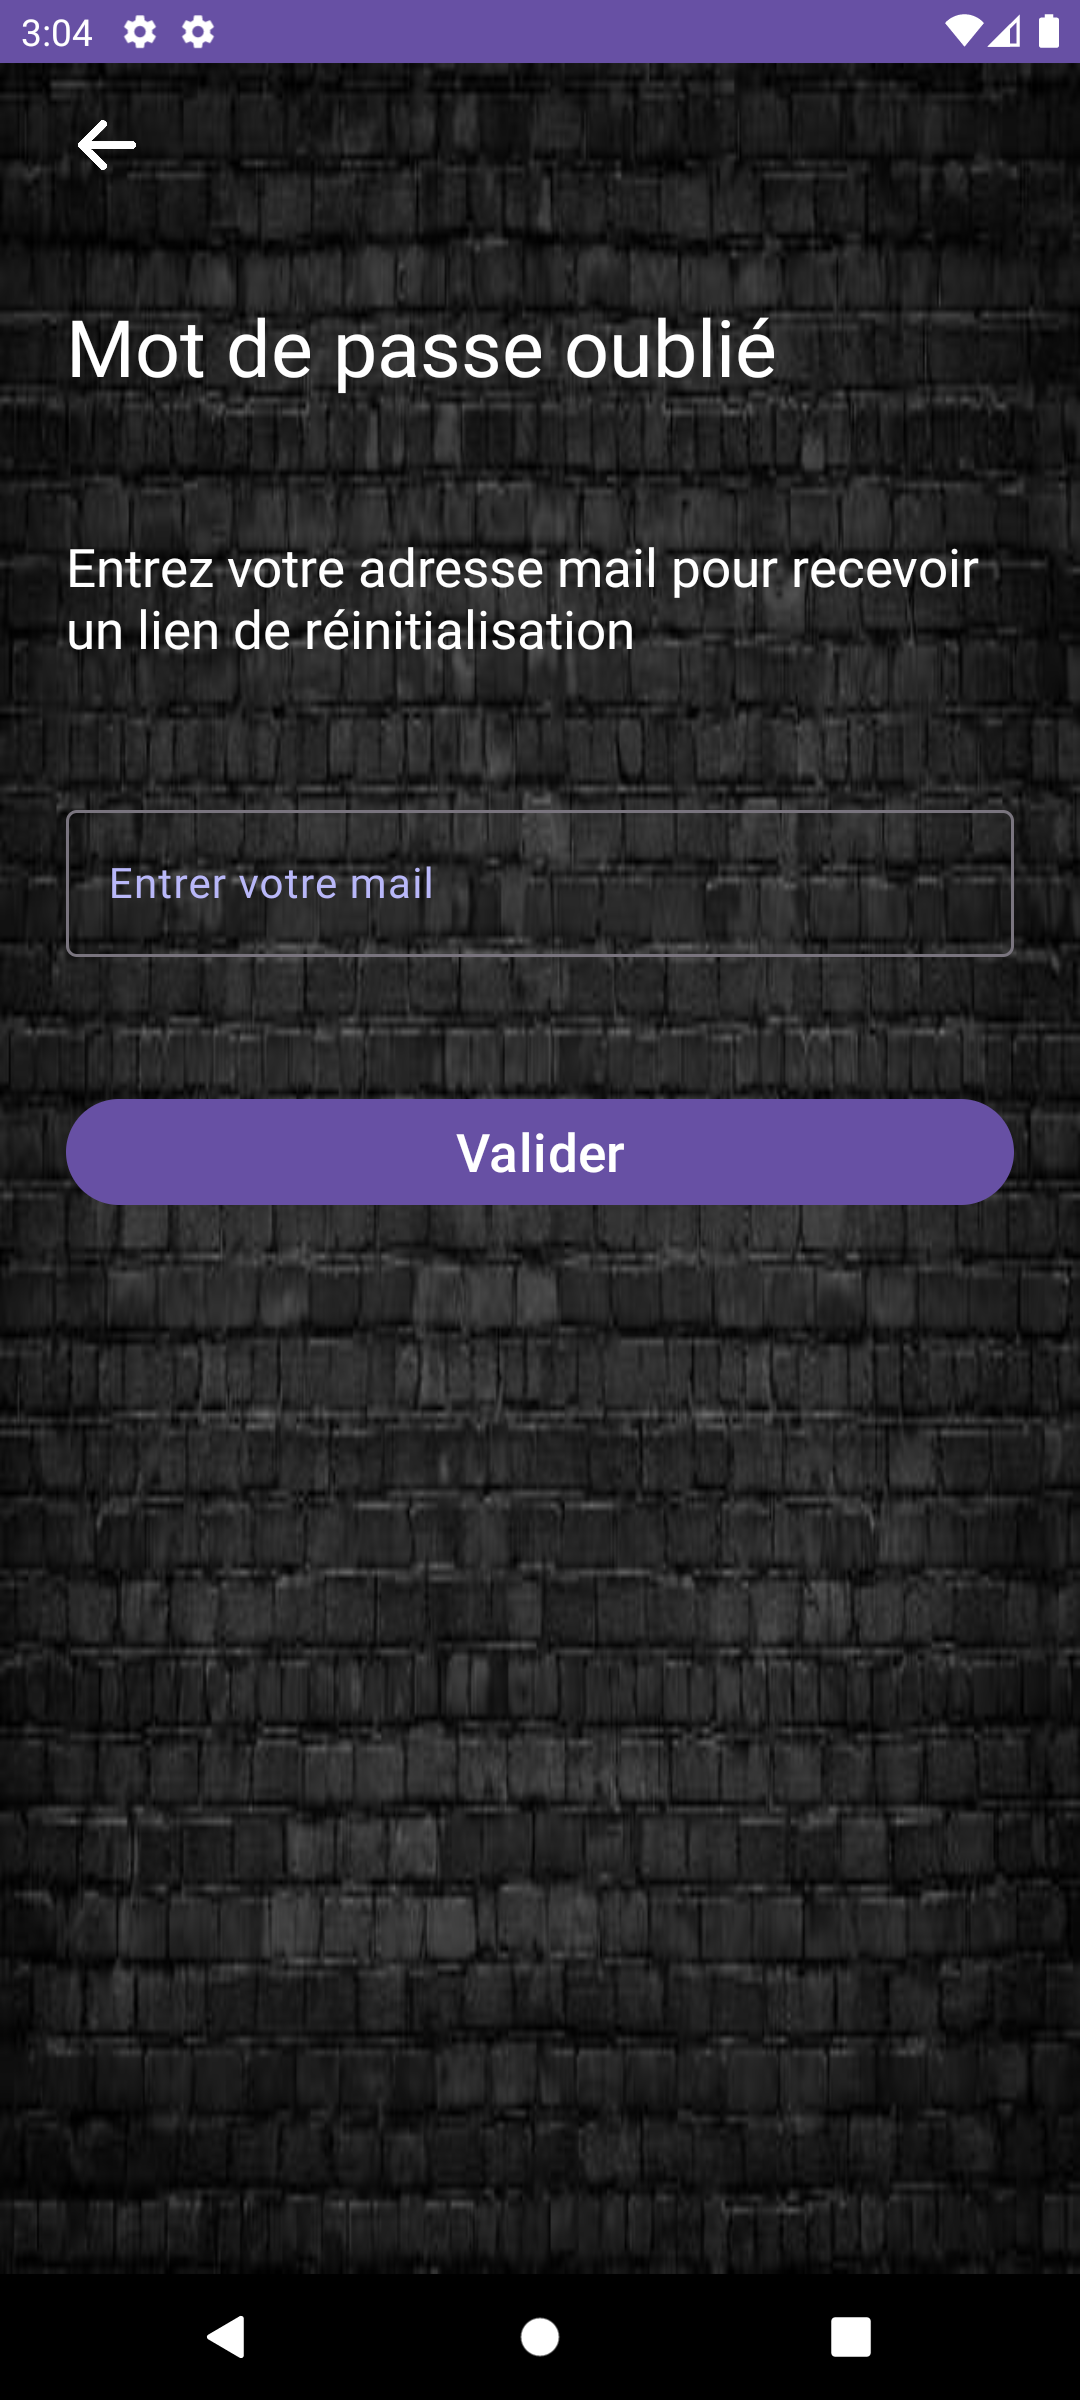 3:04
Mot de passe oublié
Entrez votre adresse mail pour recevoir
un lien de réinitialisation
Entrer votre mail
Valider